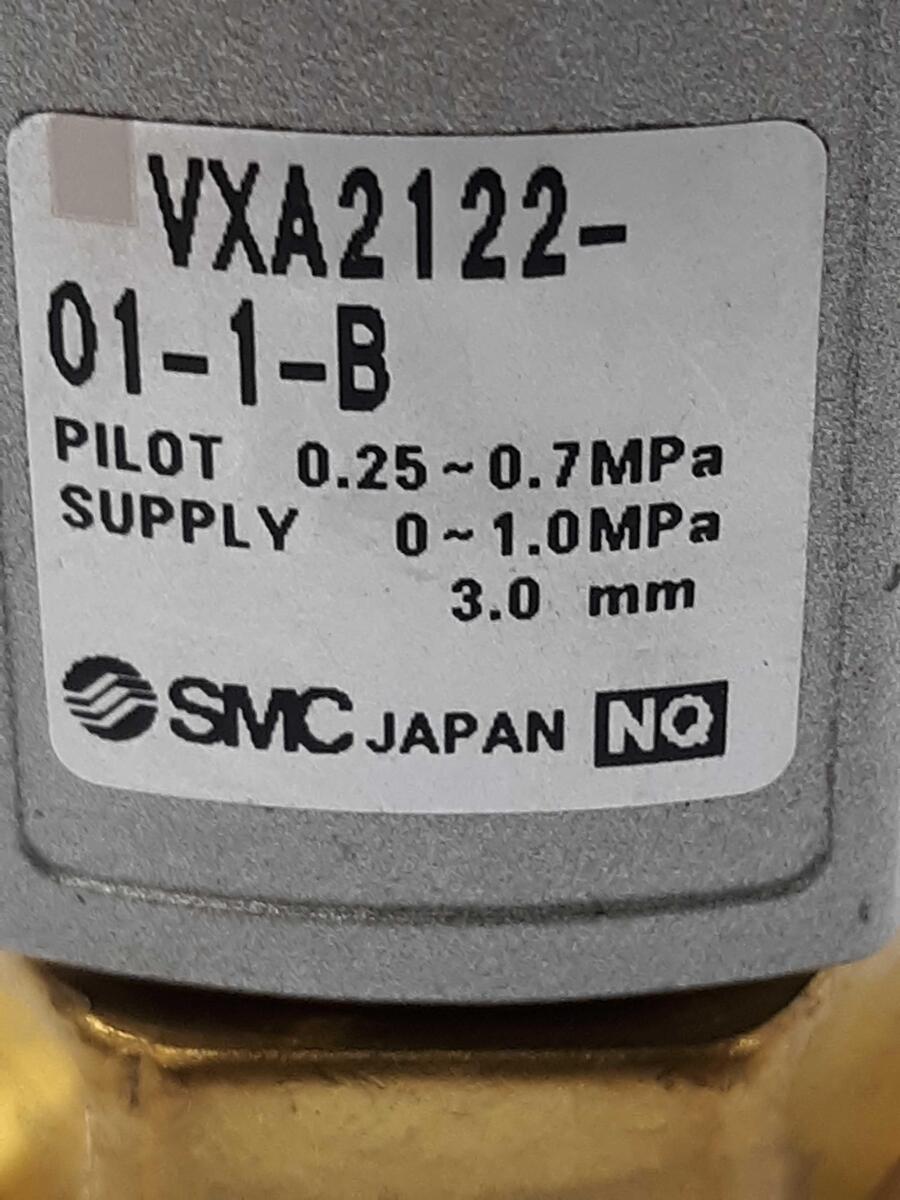 VXA2122-
01-1-B
PILOT 0.25~0.7MPa
SUPPLY 0~1.0MPa
3.0 mm
SMC JAPAN NQ